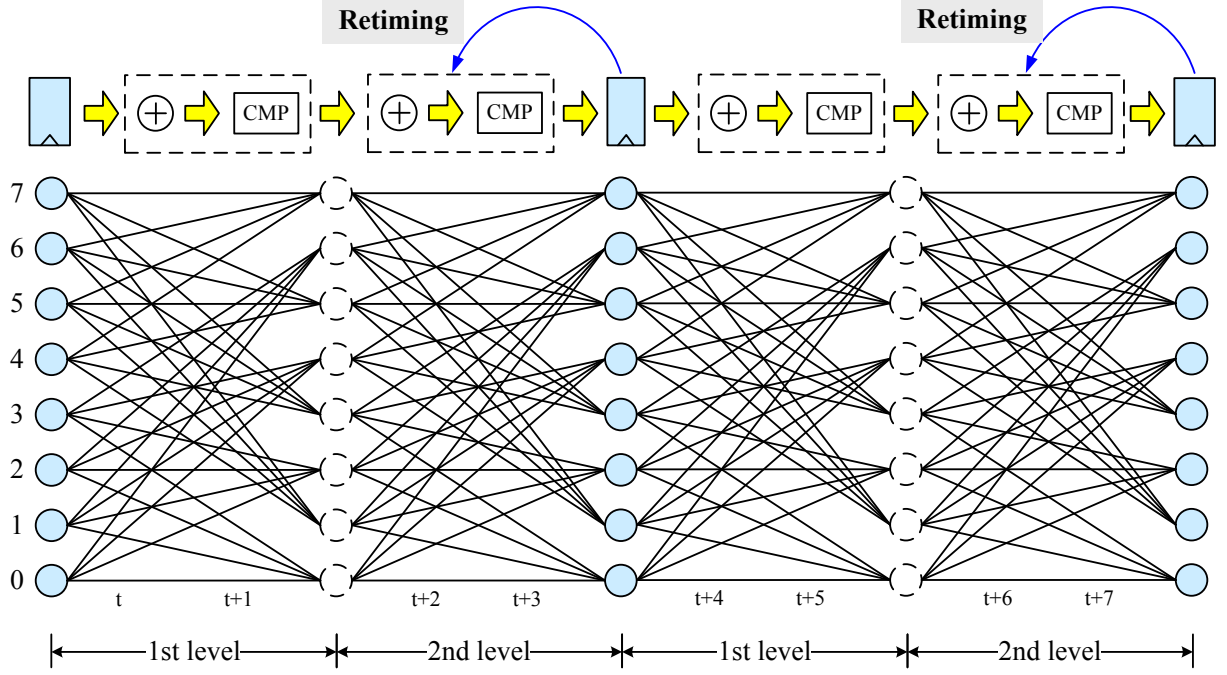 Retiming
Retiming
CMP
CMP
CMP
CMP
7
6
5
4
3
2
1
0
t t+1 t+2 t+3 t+4 t+5 t+6 t+7
1st level 2nd level 1st level 2nd level